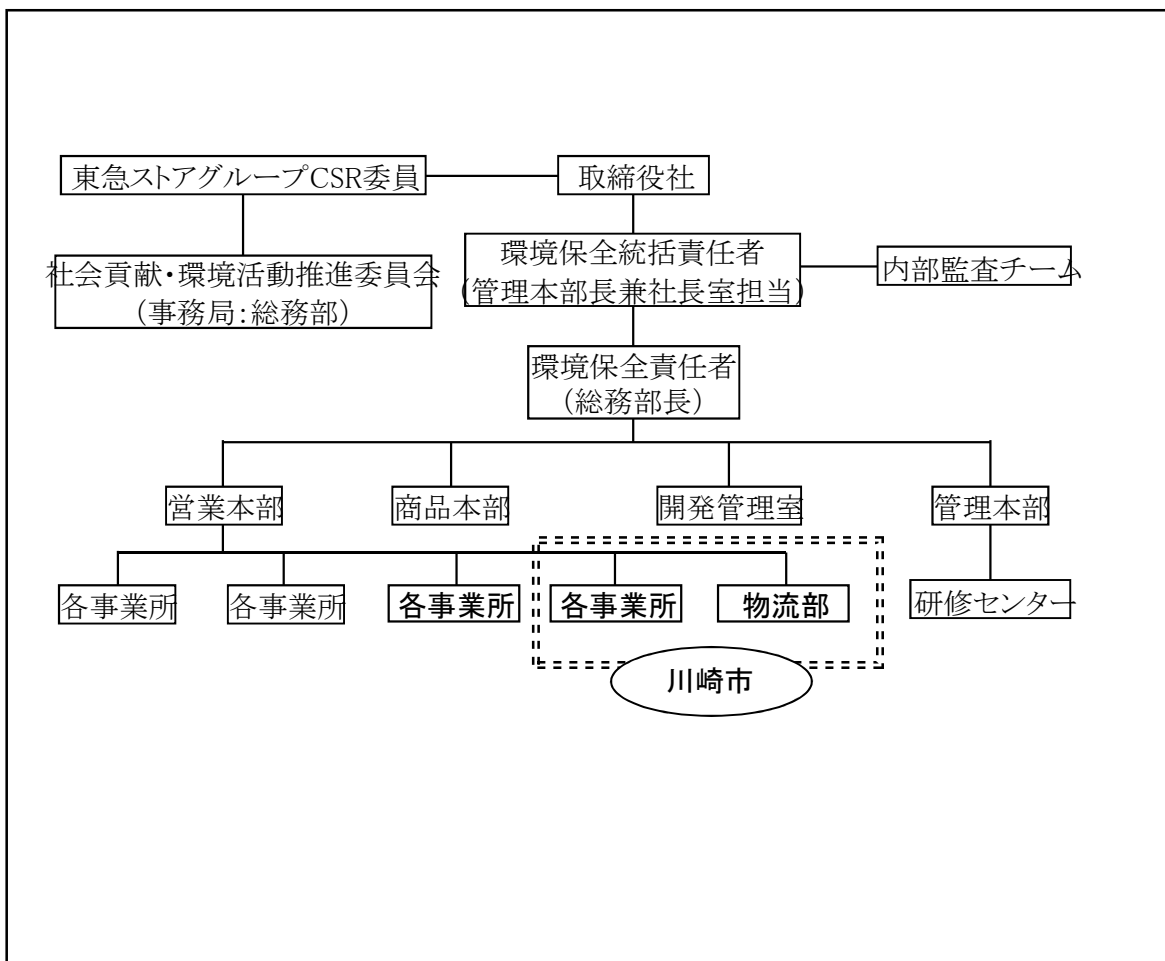 東急ストアグループCSR委員
取締役社
社会貢献・環境活動推進委員会
(事務局:総務部)
環境保全統括責任者
(管理本部長兼社長室担当)
内部監査チーム
環境保全責任者
(総務部長)
営業本部
商品本部
開発管理室
管理本部
各事業所
各事業所
各事業所
各事業所
物流部
研修センター
川崎市